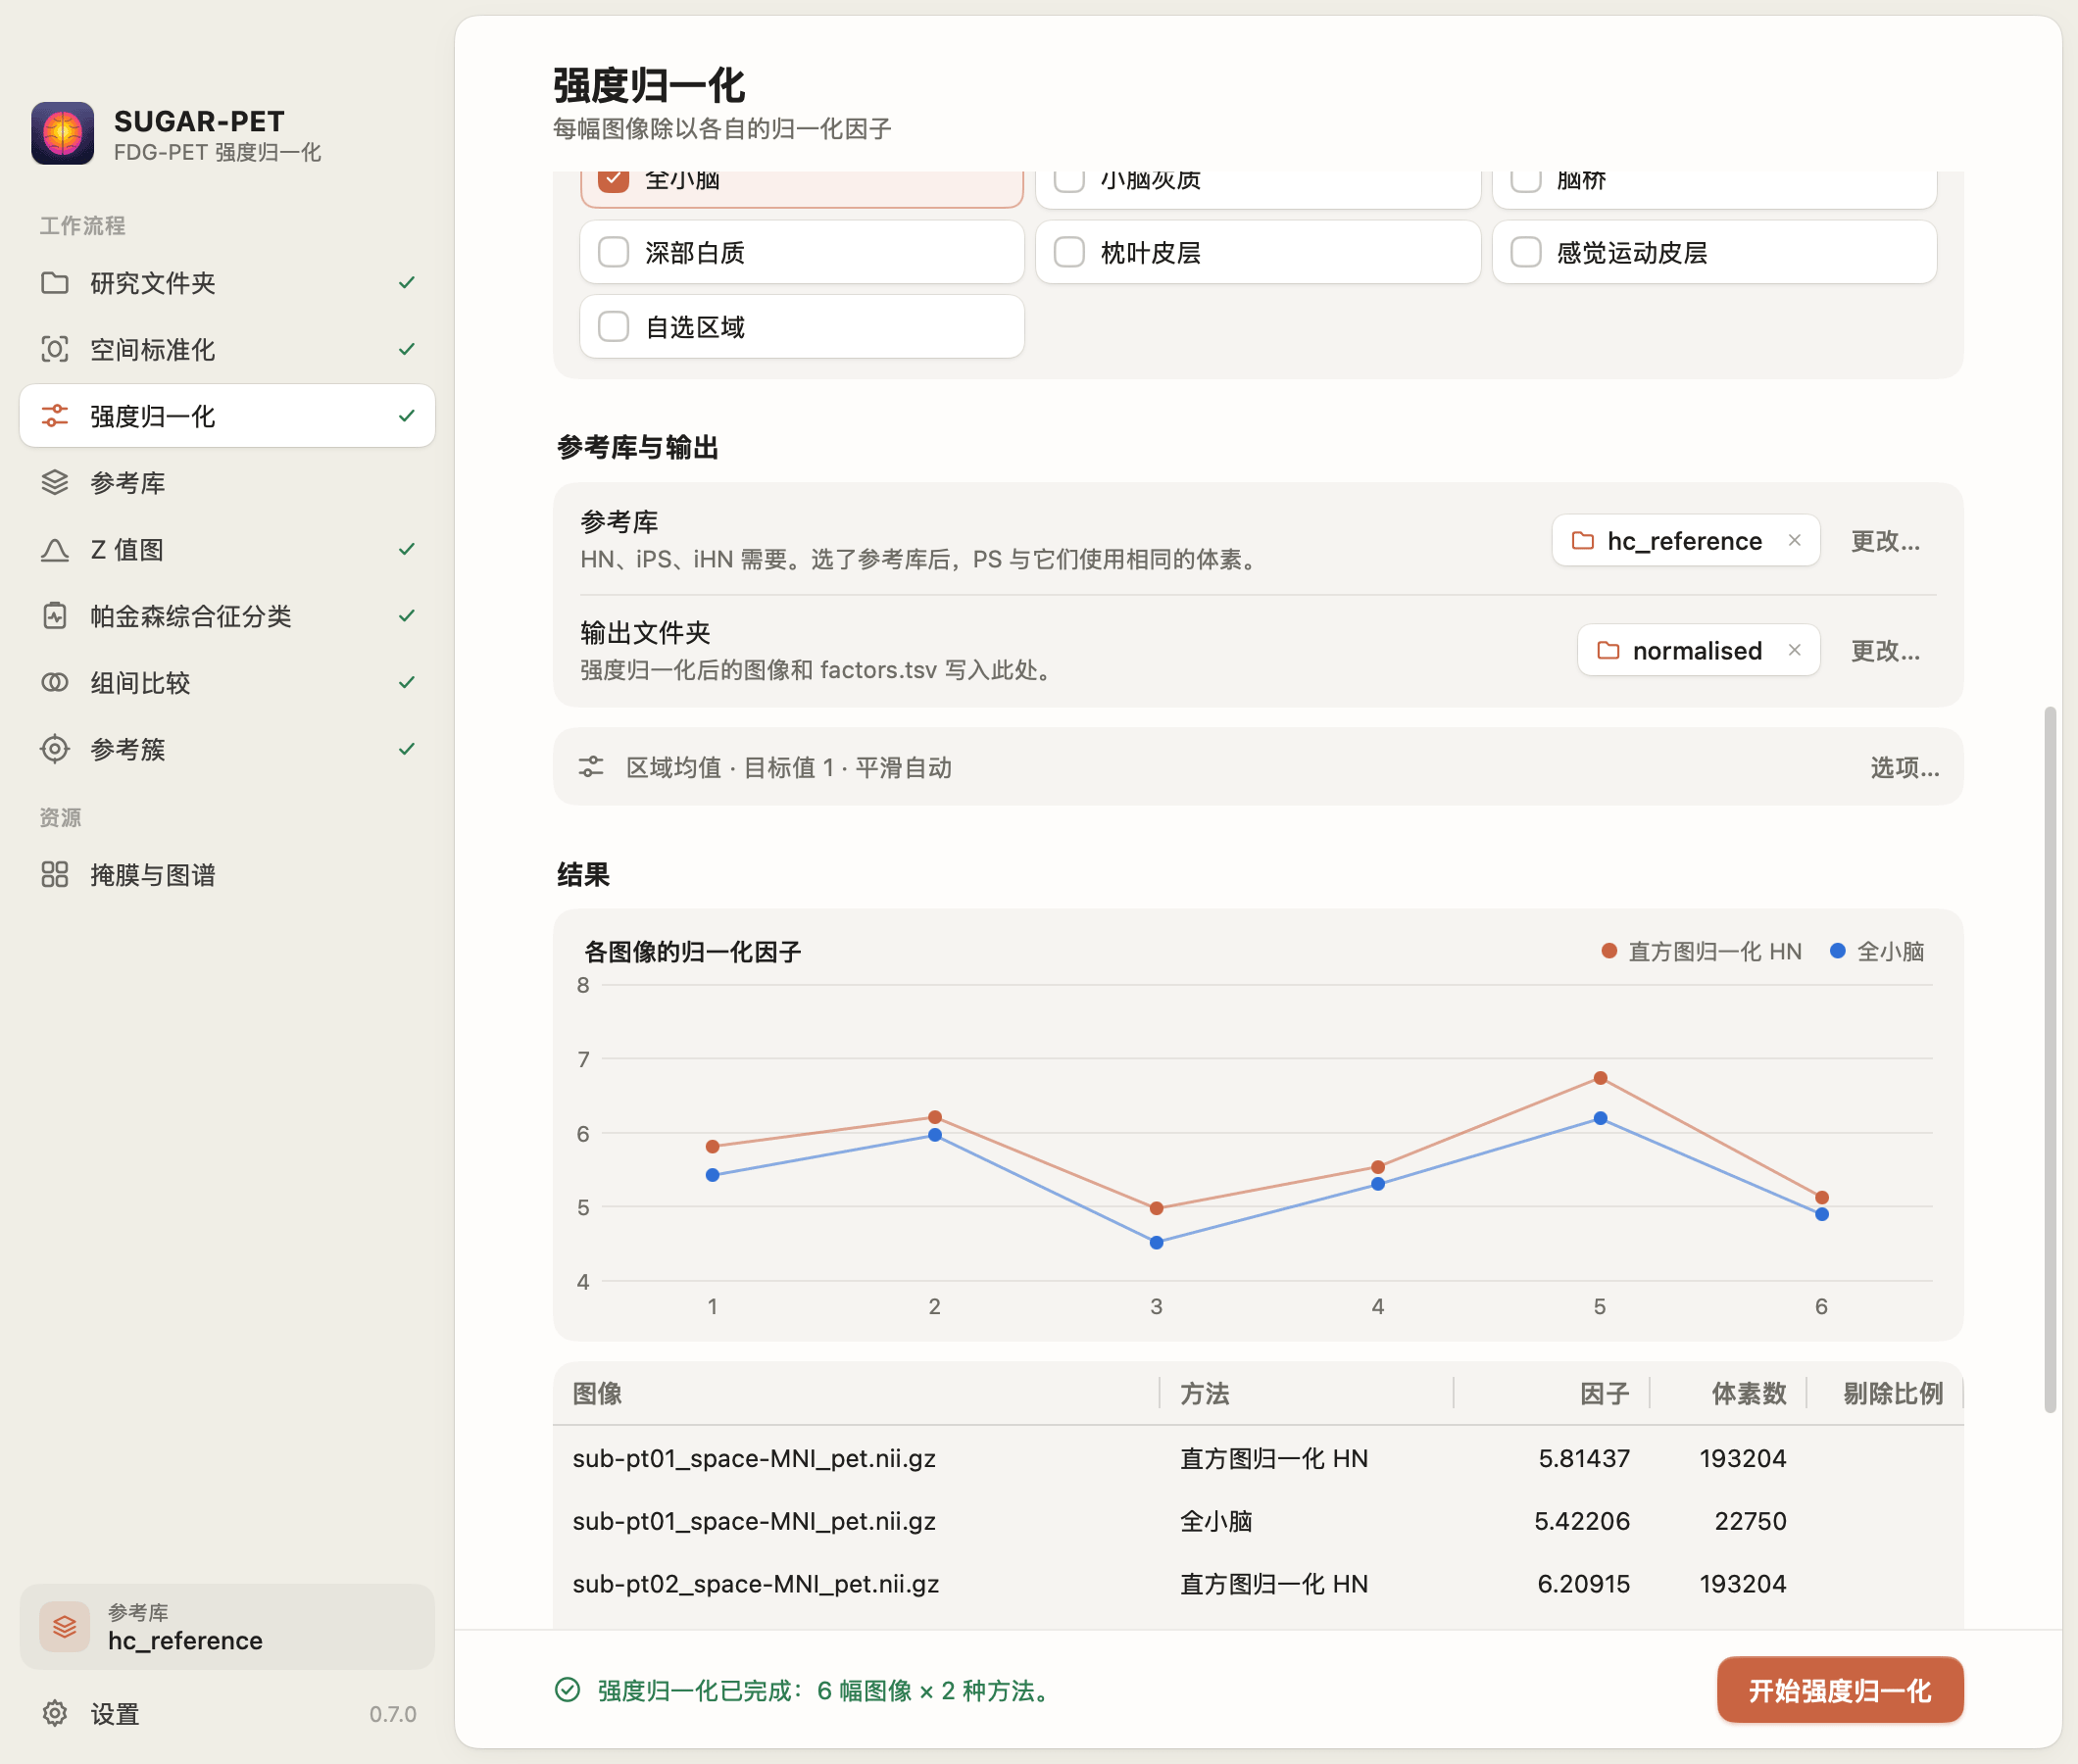 SUGAR-PET
FDG-PET 强度归一化
工作流程
研究文件夹
空间标准化
强度归一化
参考库
Z 值图
帕金森综合征分类
组间比较
参考簇
资源
掩膜与图谱
参考库
hc_reference
设置
0.7.0
强度归一化
每幅图像除以各自的归一化因子
全小脑
小脑灰质
脑桥
深部白质
枕叶皮层
感觉运动皮层
自选区域
参考库与输出
参考库
HN、iPS、iHN 需要。选了参考库后，PS 与它们使用相同的体素。
hc_reference
更改...
输出文件夹
强度归一化后的图像和 factors.tsv 写入此处。
normalised
更改...
区域均值 · 目标值 1 · 平滑自动
选项...
结果
各图像的归一化因子
直方图归一化 HN
全小脑
8
7
6
5
4
1 2 3 4 5 6
图像 方法 因子 体素数 剔除比例
sub-pt01_space-MNI_pet.nii.gz 直方图归一化 HN 5.81437 193204
sub-pt01_space-MNI_pet.nii.gz 全小脑 5.42206 22750
sub-pt02_space-MNI_pet.nii.gz 直方图归一化 HN 6.20915 193204
强度归一化已完成：6 幅图像 × 2 种方法。
开始强度归一化